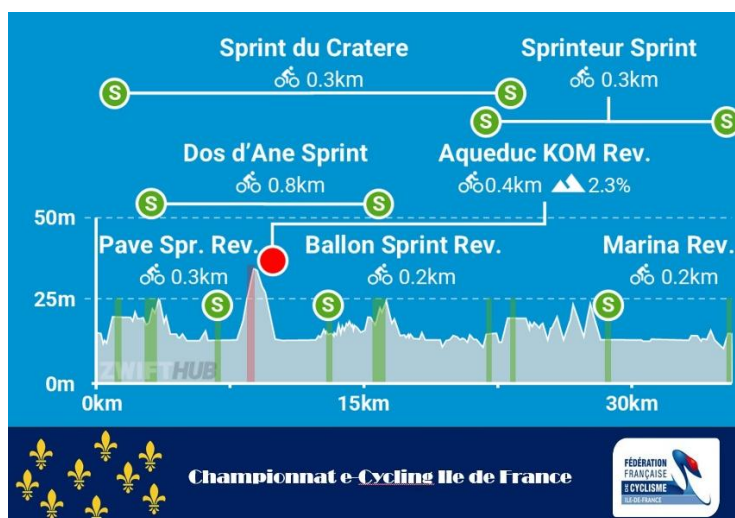 Sprint du Cratere
0.3km
Sprinteur Sprint
0.3km
S
S
S
S
Dos d'Ane Sprint
0.8km
Aqueduc KOM Rev.
0.4km 2.3%
S
S
50m
Pave Spr. Rev.
0.3km
Ballon Sprint Rev.
0.2km
Marina Rev.
0.2km
25m
S
S
S
ZWIFTHUB
0m
0km
15km
30km
Championnat e-Cycling Ile de France
FÉDÉRATION
FRANÇAISE
DE CYCLISME
ILE-DE-FRANCE